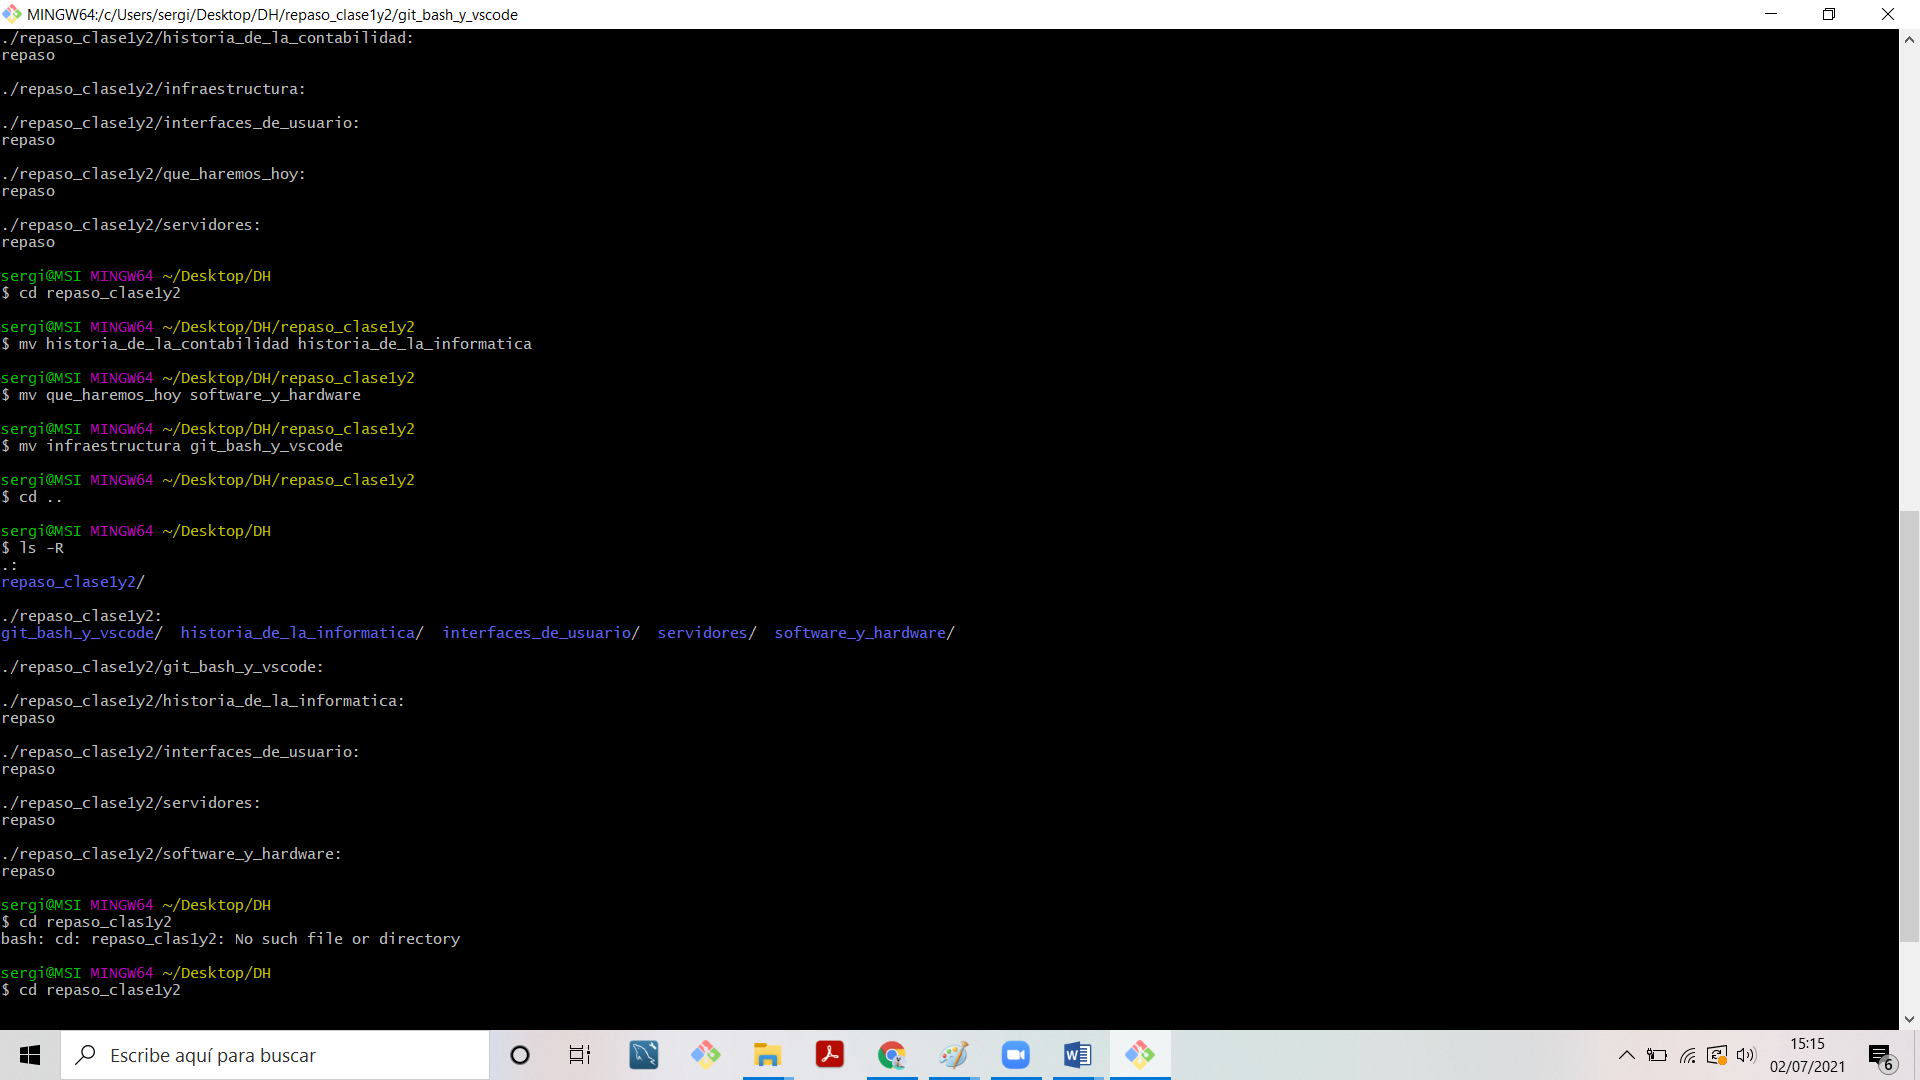 MINGW64:/c/Users/sergi/Desktop/DH/repaso_clase1y2/git_bash_y_vscode
./repaso_clase1y2/historia_de_la_contabilidad:
repaso
./repaso_clase1y2/infraestructura:
./repaso_clase1y2/interfaces_de_usuario:
repaso
./repaso_clase1y2/que_haremos_hoy:
repaso
./repaso_clase1y2/servidores:
repaso
sergi@MSI MINGW64 ~/Desktop/DH
$ cd repaso_clase1y2
sergi@MSI MINGW64 ~/Desktop/DH/repaso_clase1y2
$ mv historia_de_la_contabilidad historia_de_la_informatica
sergi@MSI MINGW64 ~/Desktop/DH/repaso_clase1y2
$ mv que_haremos_hoy software_y_hardware
sergi@MSI MINGW64 ~/Desktop/DH/repaso_clase1y2
$ mv infraestructura git_bash_y_vscode
sergi@MSI MINGW64 ~/Desktop/DH/repaso_clase1y2
$ cd ..
sergi@MSI MINGW64 ~/Desktop/DH
$ ls -R
.:
repaso_clase1y2/
./repaso_clase1y2:
git_bash_y_vscode/  historia_de_la_informatica/  interfaces_de_usuario/  servidores/  software_y_hardware/
./repaso_clase1y2/git_bash_y_vscode:
./repaso_clase1y2/historia_de_la_informatica:
repaso
./repaso_clase1y2/interfaces_de_usuario:
repaso
./repaso_clase1y2/servidores:
repaso
./repaso_clase1y2/software_y_hardware:
repaso
sergi@MSI MINGW64 ~/Desktop/DH
$ cd repaso_clas1y2
bash: cd: repaso_clas1y2: No such file or directory
sergi@MSI MINGW64 ~/Desktop/DH
$ cd repaso_clase1y2
Escribe aquí para buscar
15:15
02/07/2021
6